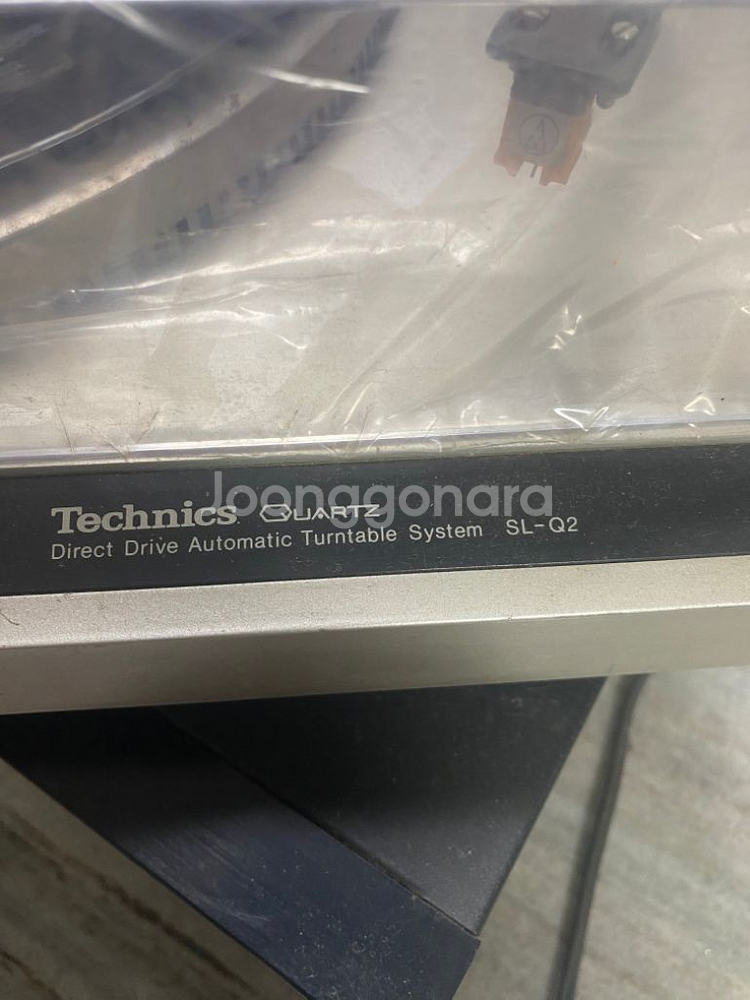 Joonggonara
Technics QUARTZ
Direct Drive Automatic Turntable System SL-Q2